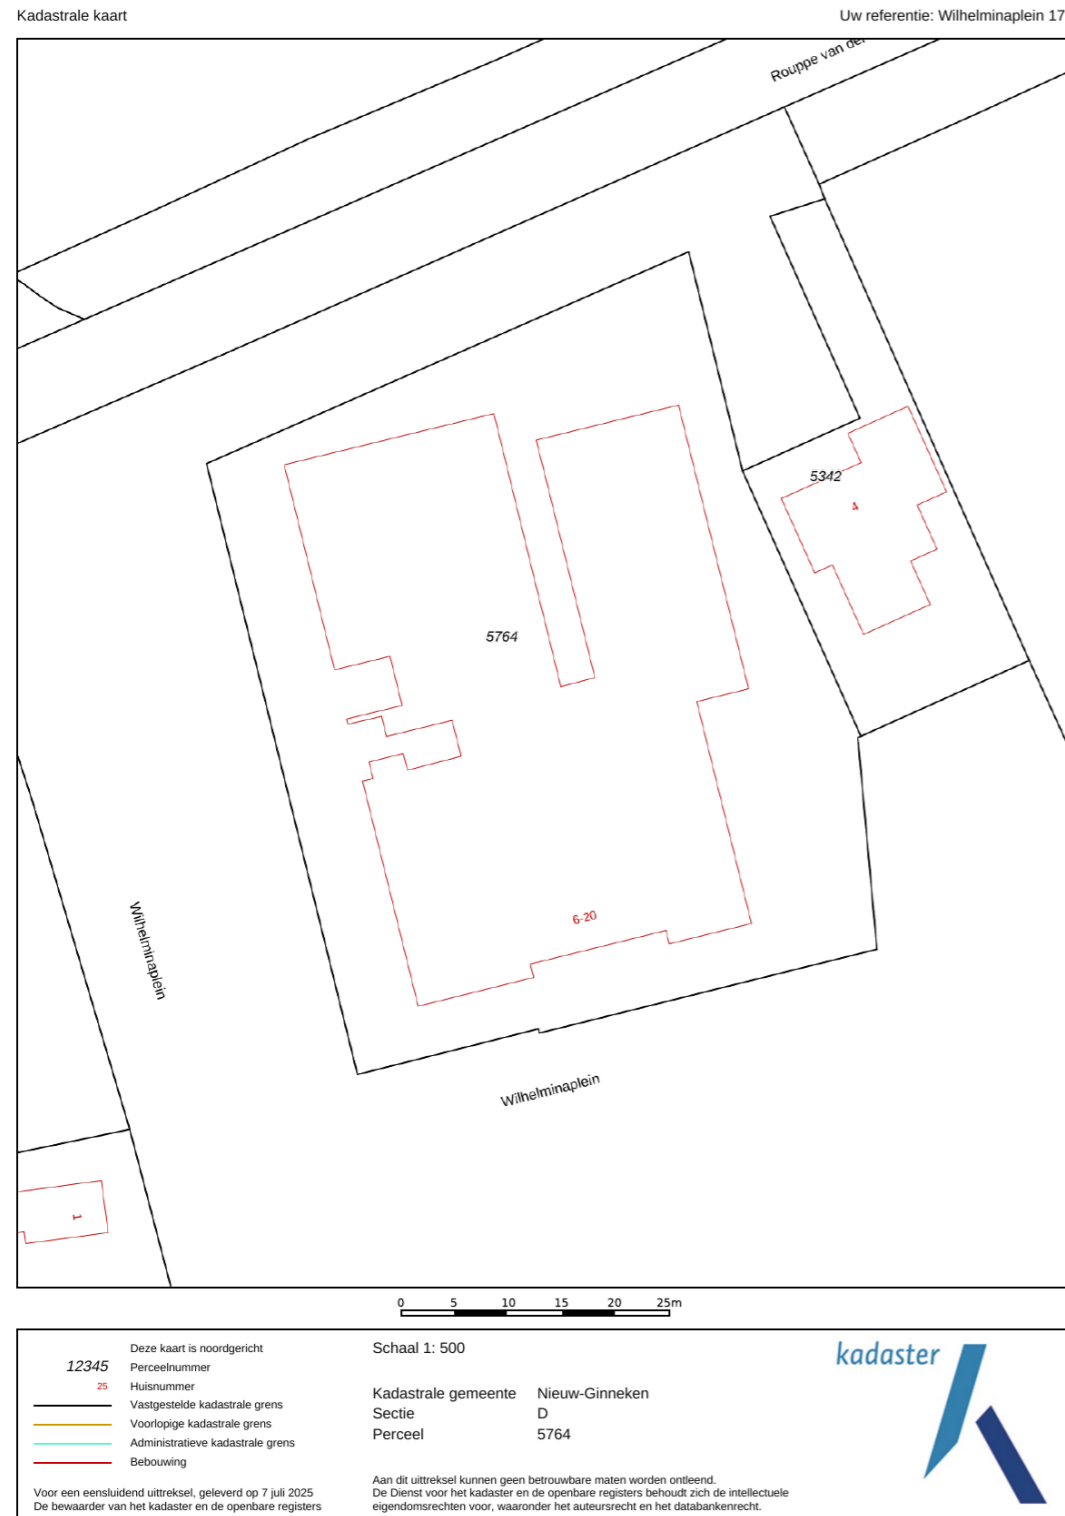 Kadastrale kaart
Uw referentie: Wilhelminaplein 17
Rouppe van der
5342
4
5764
6-20
Wilhelminaplein
Wilhelminaplein
1
0 5 10 15 20 25m
Deze kaart is noordgericht
12345 Perceelnummer
25 Huisnummer
Vastgestelde kadastrale grens
Voorlopige kadastrale grens
Administratieve kadastrale grens
Bebouwing
Voor een eensluidend uittreksel, geleverd op 7 juli 2025
De bewaarder van het kadaster en de openbare registers
Schaal 1: 500
Kadastrale gemeente Nieuw-Ginneken
Sectie D
Perceel 5764
Aan dit uittreksel kunnen geen betrouwbare maten worden ontleend.
De Dienst voor het kadaster en de openbare registers behoudt zich de intellectuele
eigendomsrechten voor, waaronder het auteursrecht en het databankenrecht.
kadaster